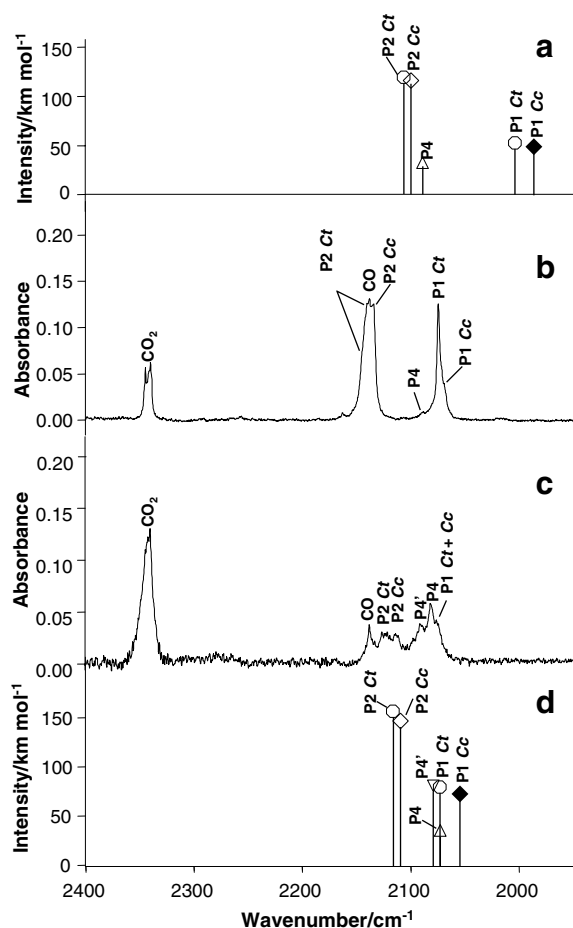 a
Intensity/km mol⁻¹
150
100
50
0
P2 Ct
P2 Cc
P4
P1 Ct
P1 Cc
b
Absorbance
0.20
0.15
0.10
0.05
0.00
CO₂
P2 Ct
CO
P2 Cc
P4
P1 Ct
P1 Cc
c
Absorbance
0.20
0.15
0.10
0.05
0.00
CO₂
CO
P2 Ct
P2 Cc
P4'
P4
P1 Ct + Cc
d
Intensity/km mol⁻¹
150
100
50
0
P2 Ct
P2 Cc
P4'
P4
P1 Ct
P1 Cc
2400 2300 2200 2100 2000
Wavenumber/cm⁻¹